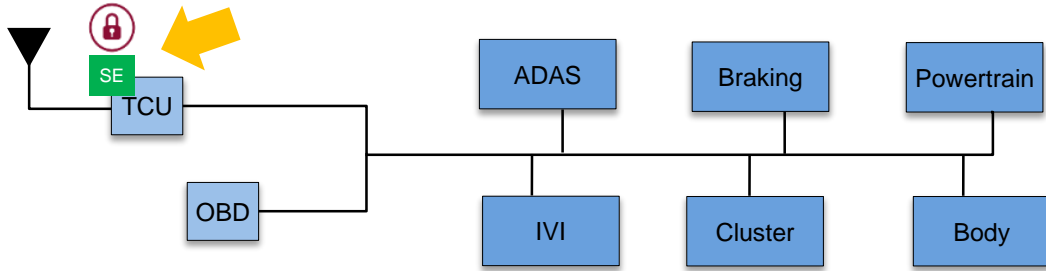 SE
TCU
ADAS
Braking
Powertrain
OBD
IVI
Cluster
Body